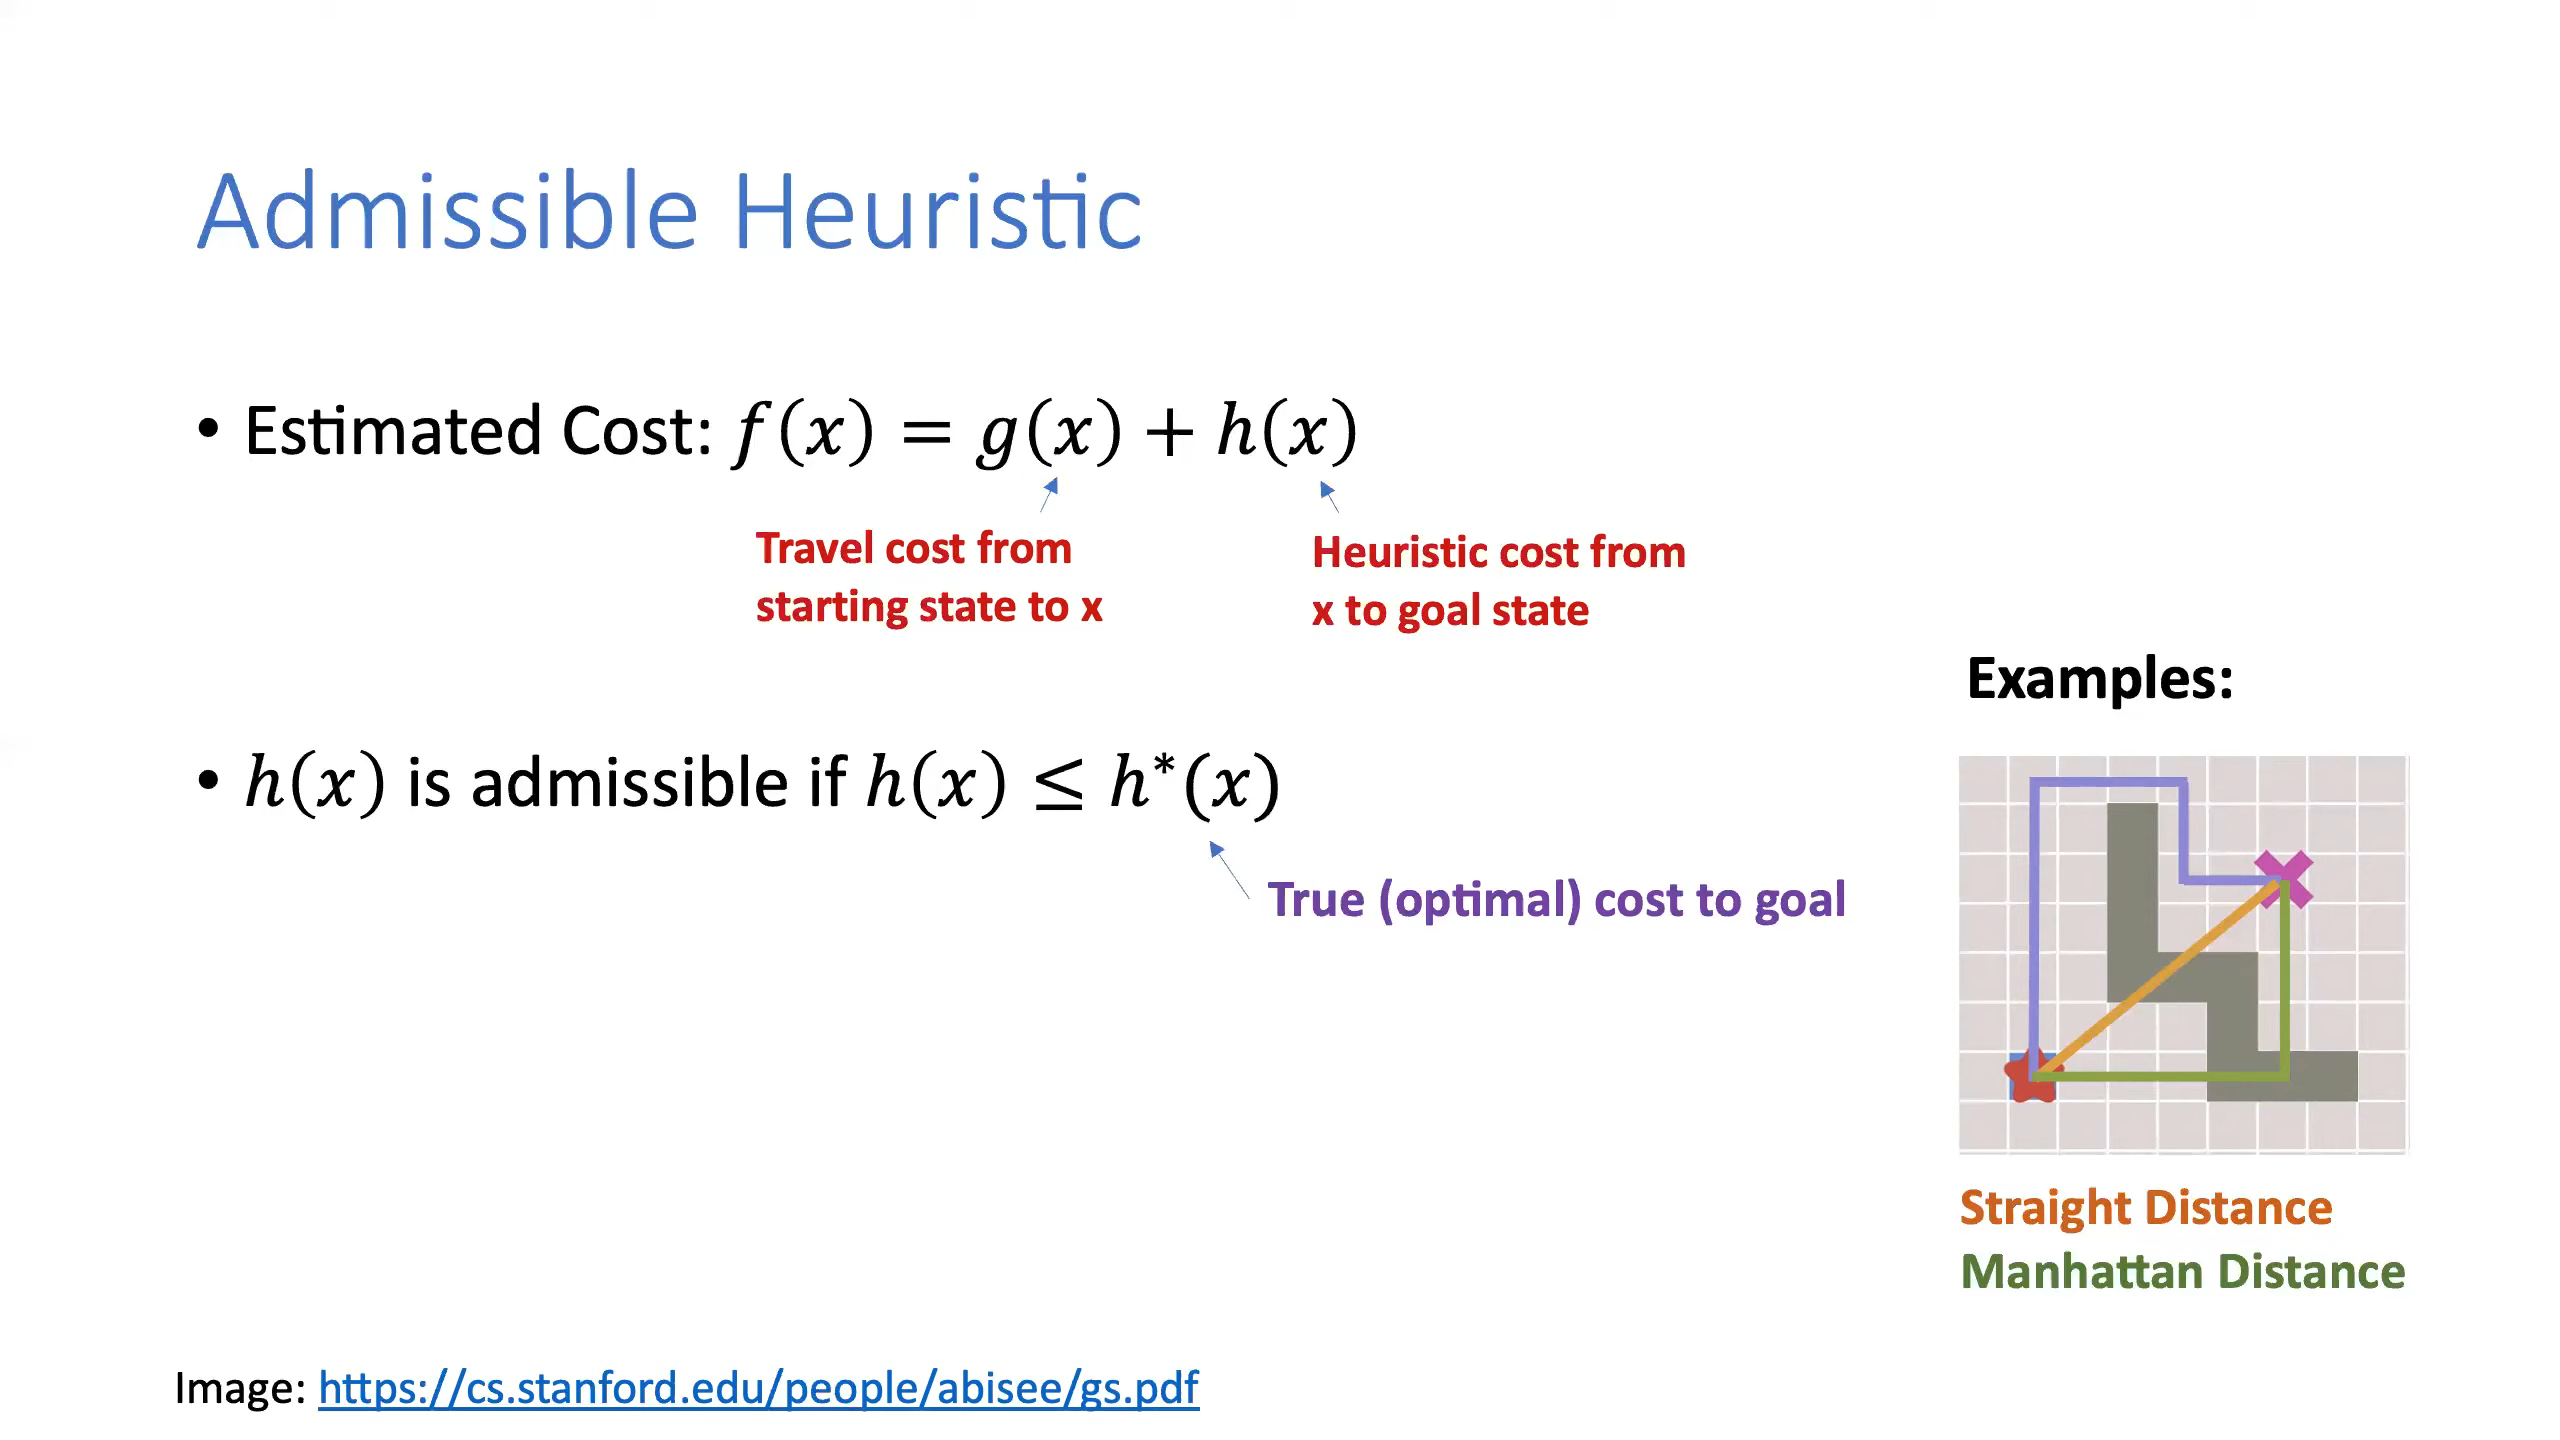 Admissible Heuristic
• Estimated Cost: f(x) = g(x) + h(x)
Travel cost from
starting state to x
Heuristic cost from
x to goal state
• h(x) is admissible if h(x) ≤ h*(x)
True (optimal) cost to goal
Examples:
Straight Distance
Manhattan Distance
Image: https://cs.stanford.edu/people/abisee/gs.pdf